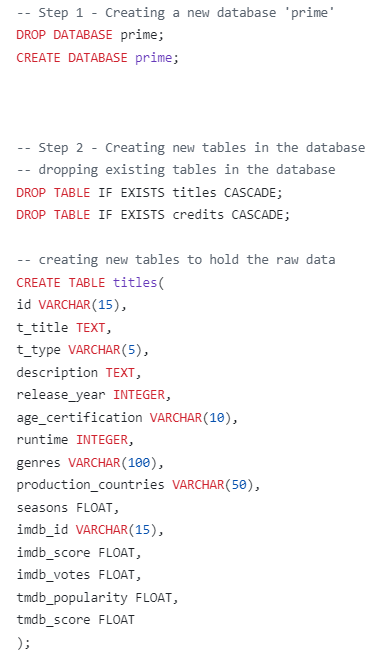 -- Step 1 - Creating a new database 'prime'
DROP DATABASE prime;
CREATE DATABASE prime;
-- Step 2 - Creating new tables in the database
-- dropping existing tables in the database
DROP TABLE IF EXISTS titles CASCADE;
DROP TABLE IF EXISTS credits CASCADE;
-- creating new tables to hold the raw data
CREATE TABLE titles(
id VARCHAR(15),
t_title TEXT,
t_type VARCHAR(5),
description TEXT,
release_year INTEGER,
age_certification VARCHAR(10),
runtime INTEGER,
genres VARCHAR(100),
production_countries VARCHAR(50),
seasons FLOAT,
imdb_id VARCHAR(15),
imdb_score FLOAT,
imdb_votes FLOAT,
tmdb_popularity FLOAT,
tmdb_score FLOAT
);